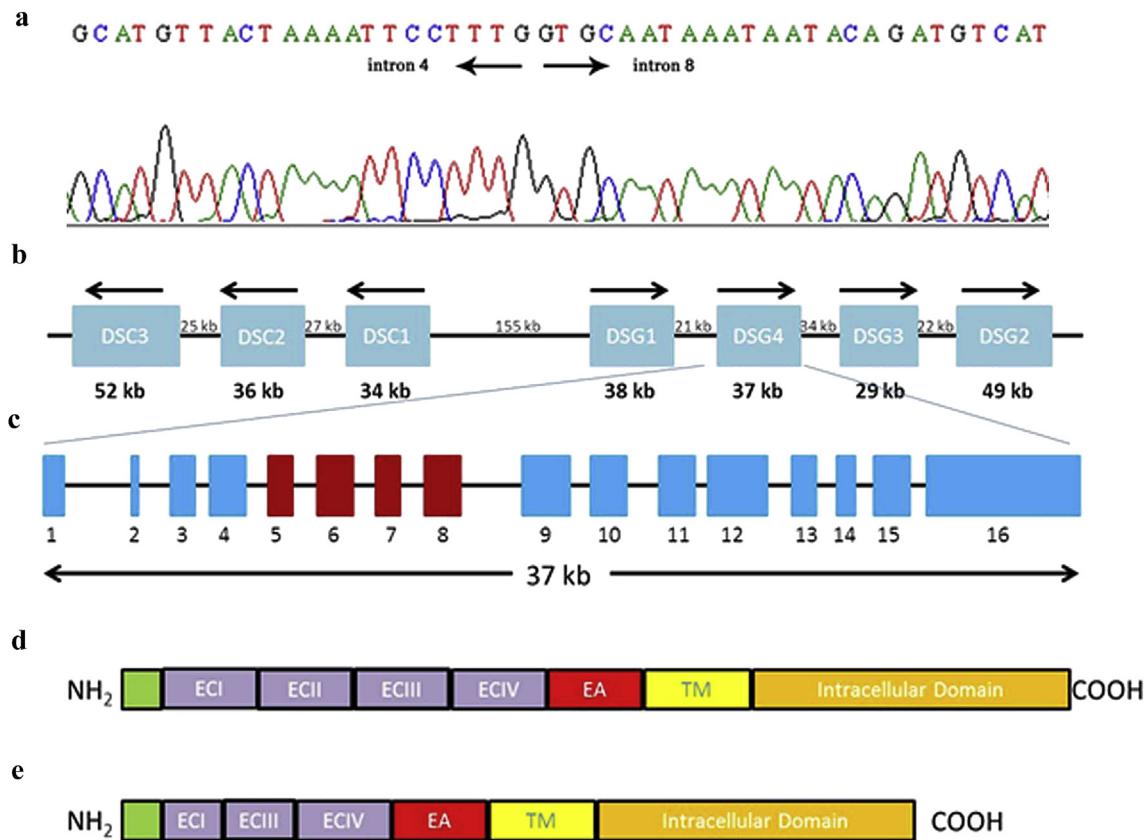 a
GCATGTTACTAAAATTCCTTTGGTGCAATAAATAATACAGATGTCAT
intron 4 intron 8
b
DSC3 25 kb DSC2 27 kb DSC1 155 kb DSG1 21 kb DSG4 34 kb DSG3 22 kb DSG2
52 kb 36 kb 34 kb 38 kb 37 kb 29 kb 49 kb
c
1 2 3 4 5 6 7 8 9 10 11 12 13 14 15 16
37 kb
d
NH2 ECI ECII ECIII ECIV EA TM Intracellular Domain COOH
e
NH2 ECI ECIII ECIV EA TM Intracellular Domain COOH